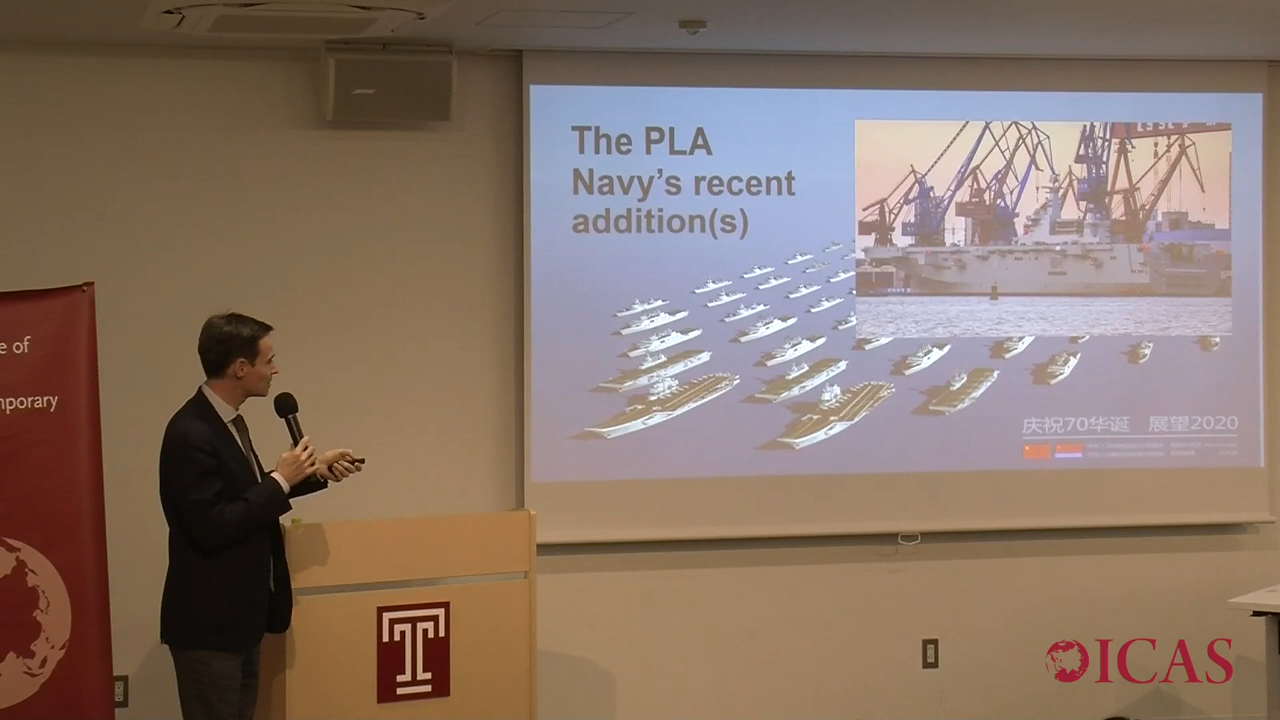 The PLA
Navy's recent
addition(s)
庆祝70华诞 展望2020
e of
nporary
T
ICAS